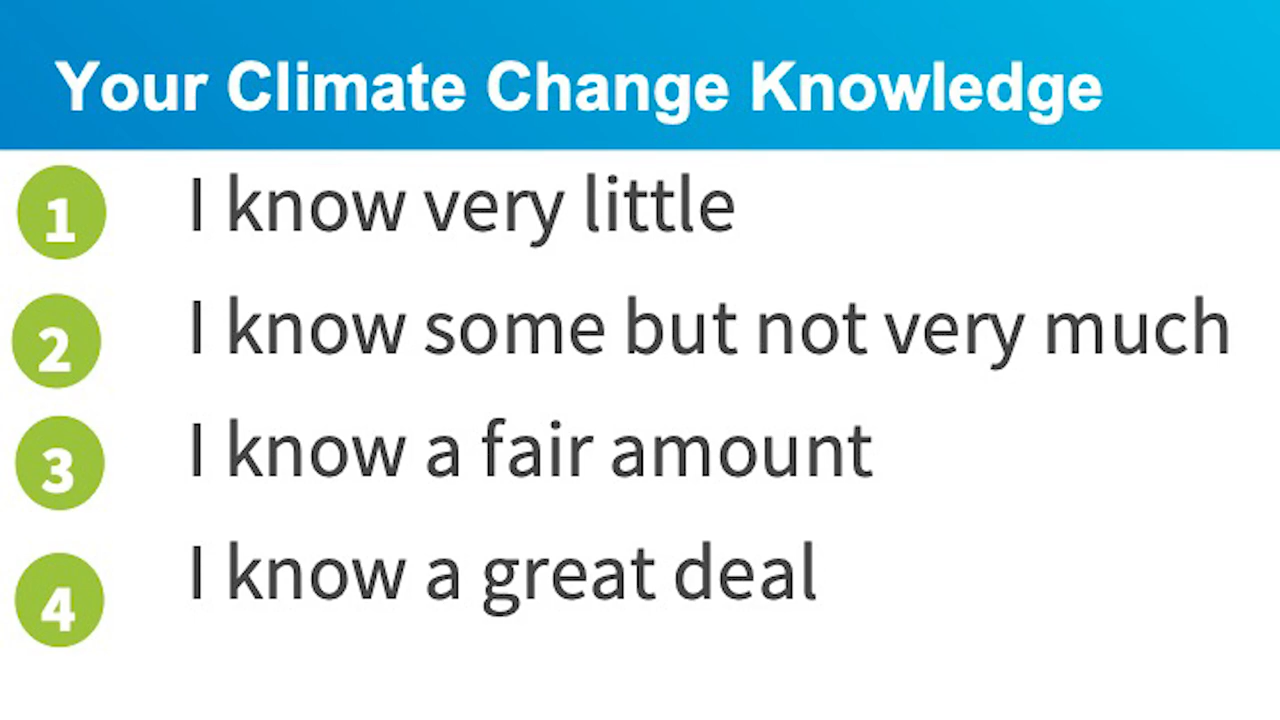 Your Climate Change Knowledge
1 I know very little
2 I know some but not very much
3 I know a fair amount
4 I know a great deal